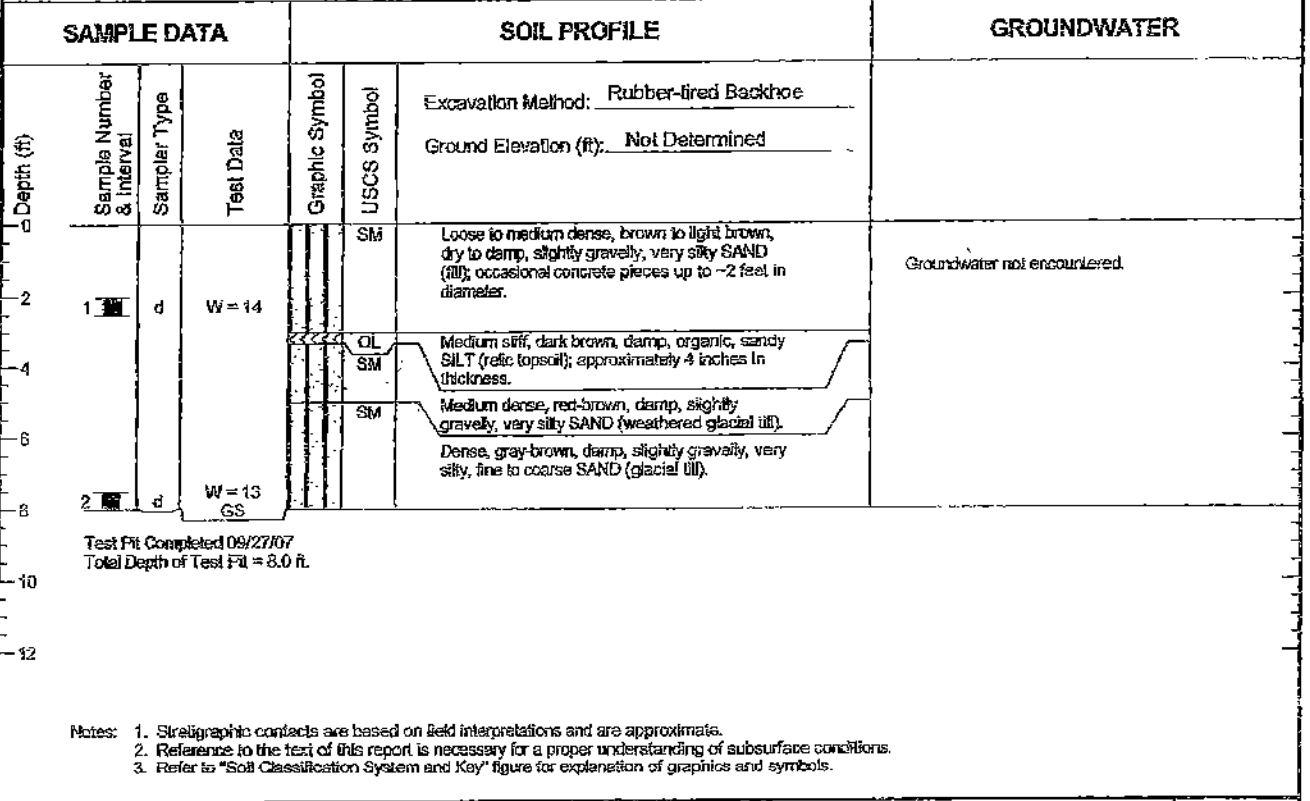 SAMPLE DATA
SOIL PROFILE
GROUNDWATER
Depth (ft)
Sample Number
& Interval
Sampler Type
Test Data
Graphic Symbol
USCS Symbol
Excavation Method: Rubber-tired Backhoe
Ground Elevation (ft): Not Determined
0
SM
Loose to medium dense, brown to light brown,
dry to damp, slightly gravelly, very silty SAND
(fill); occasional concrete pieces up to ~2 feet in
diameter.
Groundwater not encountered.
2
1
d
W = 14
OL
Medium stiff, dark brown, damp, organic, sandy
SILT (relic topsoil); approximately 4 inches in
thickness.
4
SM
Medium dense, red-brown, damp, slightly
gravelly, very silty SAND (weathered glacial till).
SM
6
Dense, gray-brown, damp, slightly gravelly, very
silty, fine to coarse SAND (glacial till).
2
d
W = 13
GS
8
Test Pit Completed 09/27/07
Total Depth of Test Pit = 8.0 ft.
10
12
Notes: 1. Stratigraphic contacts are based on field interpretations and are approximate.
2. Reference to the text of this report is necessary for a proper understanding of subsurface conditions.
3. Refer to "Soil Classification System and Key" figure for explanation of graphics and symbols.